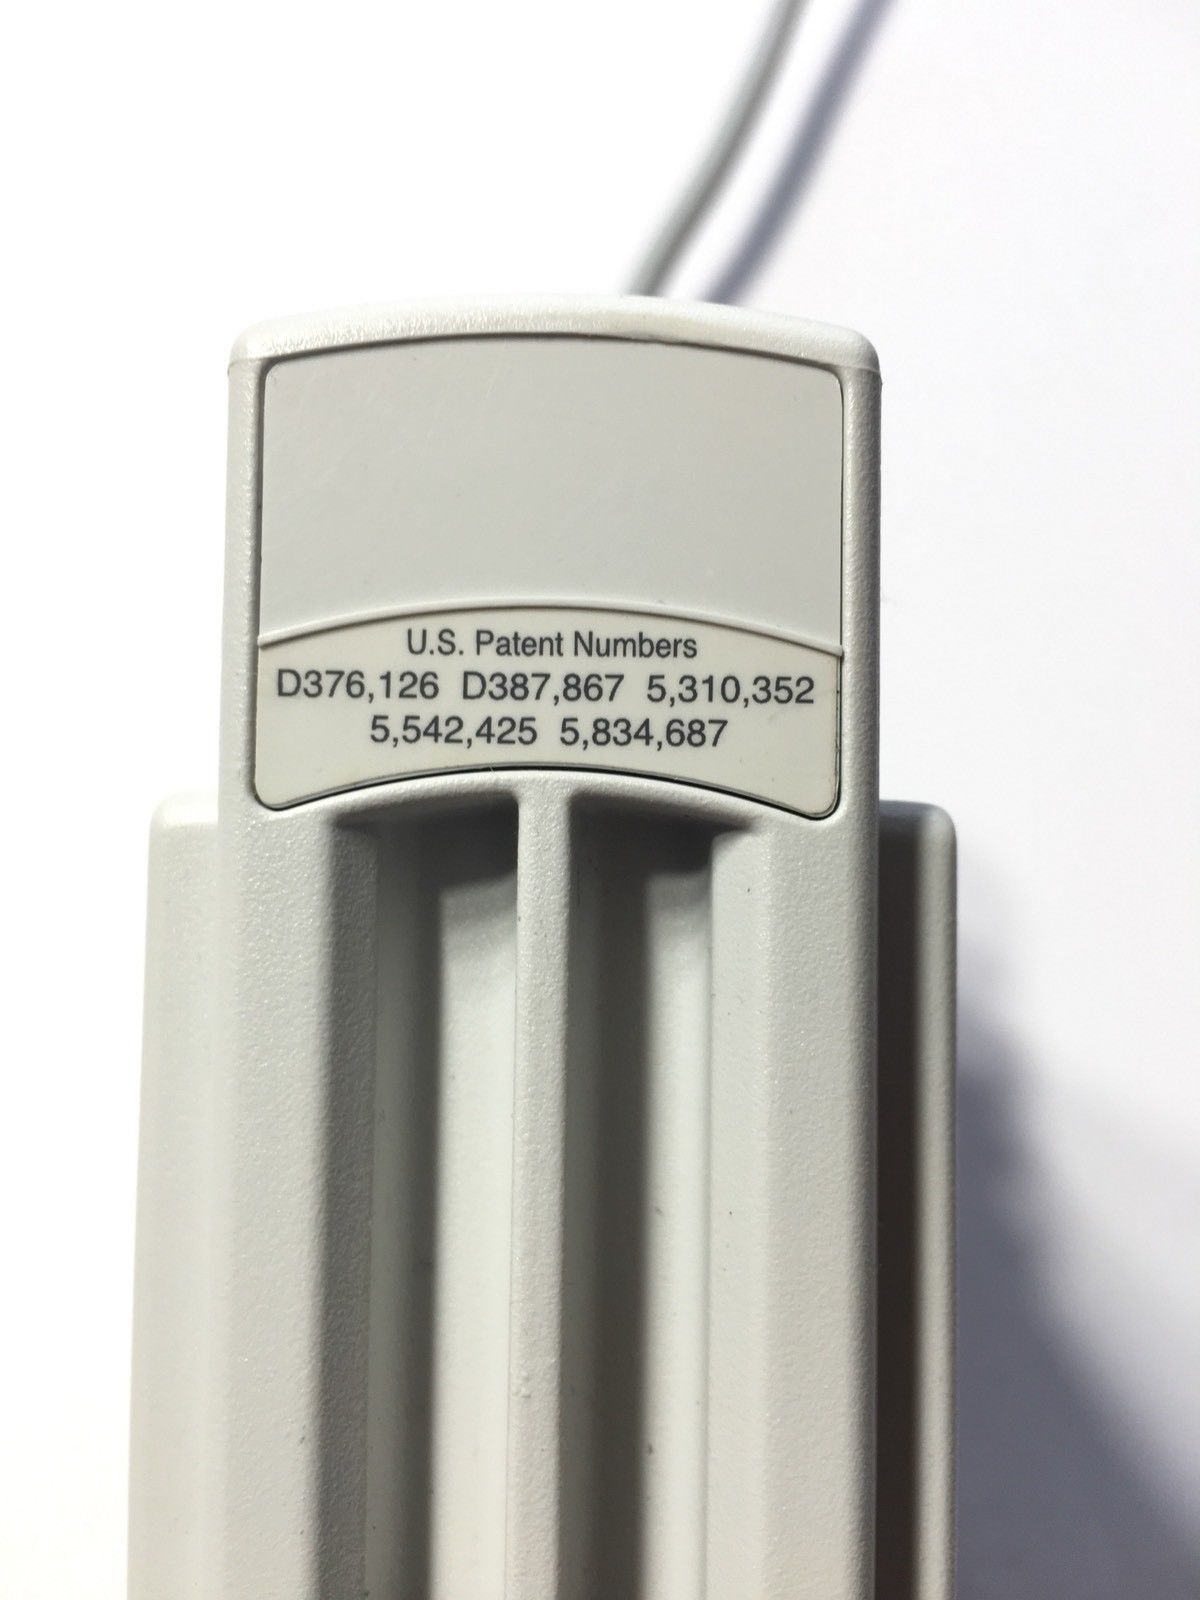 U.S. Patent Numbers
D376,126 D387,867 5,310,352
5,542,425 5,834,687